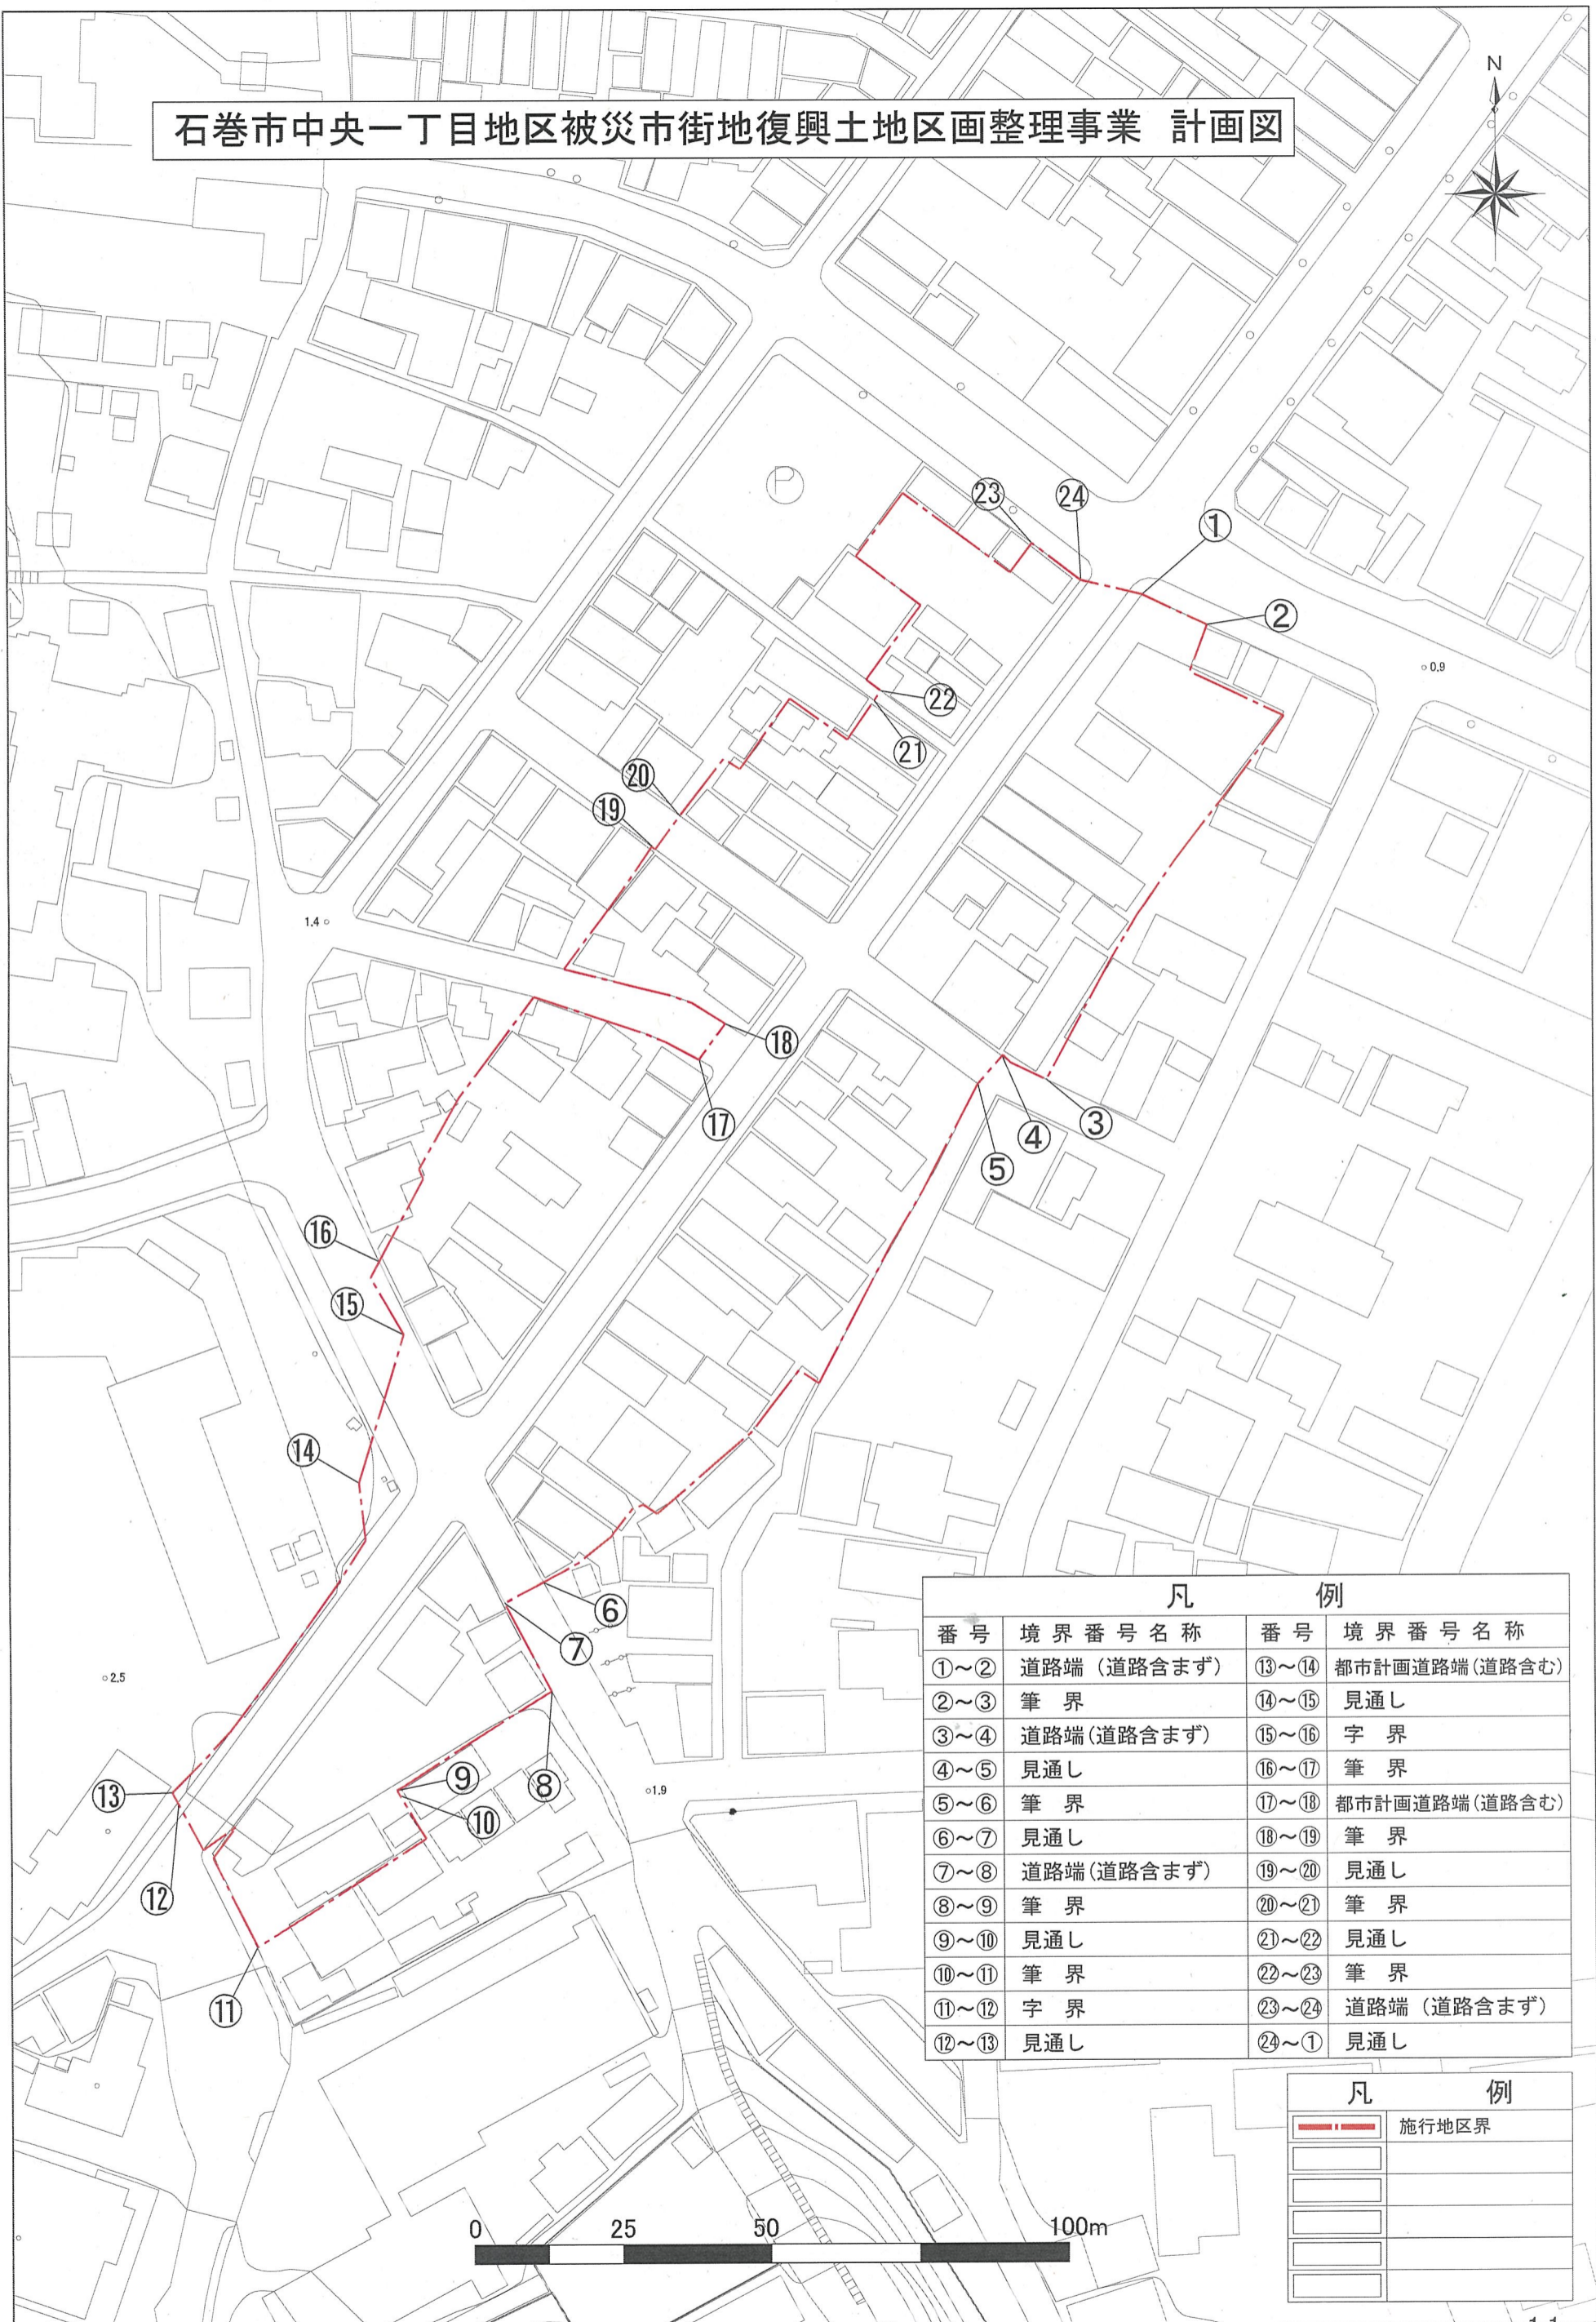 石巻市中央一丁目地区被災市街地復興土地区画整理事業 計画図
N
P
㉓
㉔
①
②
0.9
㉒
㉑
⑳
⑲
1.4
⑱
⑰
③
④
⑤
⑯
⑮
⑭
⑥
⑦
2.5
⑬
⑨
⑧
1.9
⑩
⑫
⑪
凡 例
番号 境界番号名称 番号 境界番号名称
①～② 道路端（道路含まず） ⑬～⑭ 都市計画道路端(道路含む)
②～③ 筆 界 ⑭～⑮ 見通し
③～④ 道路端(道路含まず) ⑮～⑯ 字 界
④～⑤ 見通し ⑯～⑰ 筆 界
⑤～⑥ 筆 界 ⑰～⑱ 都市計画道路端(道路含む)
⑥～⑦ 見通し ⑱～⑲ 筆 界
⑦～⑧ 道路端(道路含まず) ⑲～⑳ 見通し
⑧～⑨ 筆 界 ⑳～㉑ 筆 界
⑨～⑩ 見通し ㉑～㉒ 見通し
⑩～⑪ 筆 界 ㉒～㉓ 筆 界
⑪～⑫ 字 界 ㉓～㉔ 道路端（道路含まず）
⑫～⑬ 見通し ㉔～① 見通し
凡 例
施行地区界
0 25 50 100m